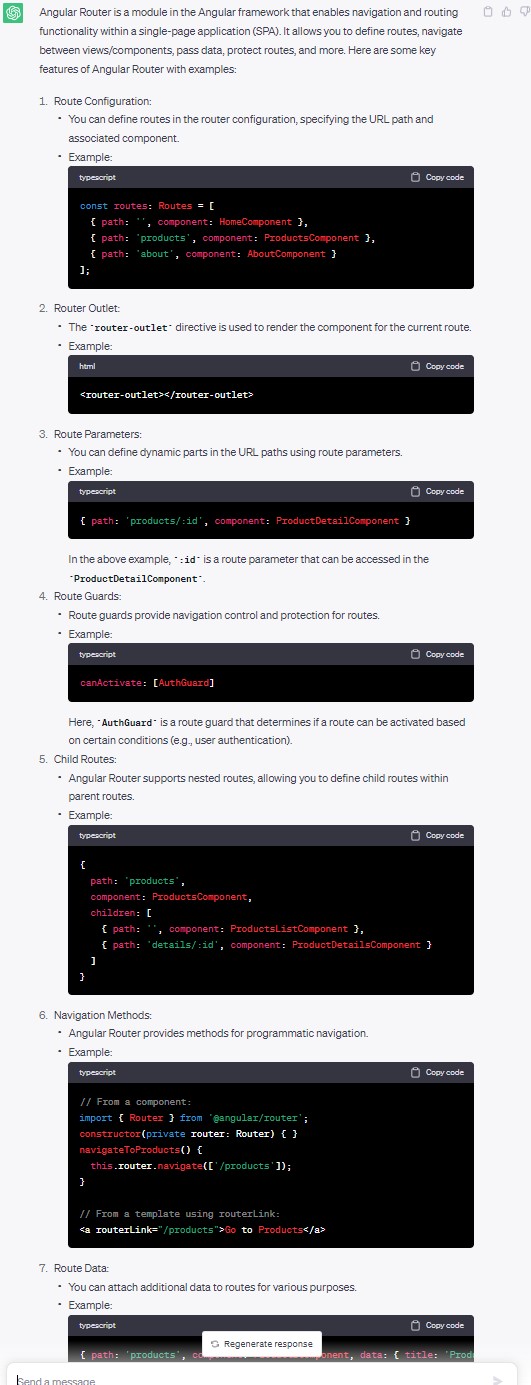 Angular Router is a module in the Angular framework that enables navigation and routing
functionality within a single-page application (SPA). It allows you to define routes, navigate
between views/components, pass data, protect routes, and more. Here are some key
features of Angular Router with examples:
1. Route Configuration:
• You can define routes in the router configuration, specifying the URL path and
associated component.
• Example:
typescript Copy code
const routes: Routes = [
{ path: '', component: HomeComponent },
{ path: 'products', component: ProductsComponent },
{ path: 'about', component: AboutComponent }
];
2. Router Outlet:
• The `router-outlet` directive is used to render the component for the current route.
• Example:
html Copy code
<router-outlet></router-outlet>
3. Route Parameters:
• You can define dynamic parts in the URL paths using route parameters.
• Example:
typescript Copy code
{ path: 'products/:id', component: ProductDetailComponent }
In the above example, `:id` is a route parameter that can be accessed in the
`ProductDetailComponent`.
4. Route Guards:
• Route guards provide navigation control and protection for routes.
• Example:
typescript Copy code
canActivate: [AuthGuard]
Here, `AuthGuard` is a route guard that determines if a route can be activated based
on certain conditions (e.g., user authentication).
5. Child Routes:
• Angular Router supports nested routes, allowing you to define child routes within
parent routes.
• Example:
typescript Copy code
{
path: 'products',
component: ProductsComponent,
children: [
{ path: '', component: ProductsListComponent },
{ path: 'details/:id', component: ProductDetailsComponent }
]
}
6. Navigation Methods:
• Angular Router provides methods for programmatic navigation.
• Example:
typescript Copy code
// From a component:
import { Router } from '@angular/router';
constructor(private router: Router) { }
navigateToProducts() {
this.router.navigate(['/products']);
}
// From a template using routerLink:
<a routerLink="/products">Go to Products</a>
7. Route Data:
• You can attach additional data to routes for various purposes.
• Example:
typescript Copy code
Regenerate response
{ path: 'products', data: { title: 'Prod
Send a message